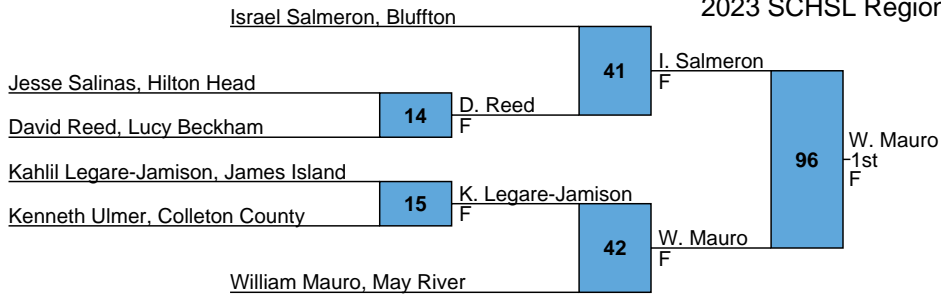 2023 SCHSL Region
Israel Salmeron, Bluffton
41
I. Salmeron
F
Jesse Salinas, Hilton Head
14
D. Reed
F
David Reed, Lucy Beckham
96
W. Mauro
1st
F
Kahlil Legare-Jamison, James Island
15
K. Legare-Jamison
F
Kenneth Ulmer, Colleton County
42
W. Mauro
F
William Mauro, May River